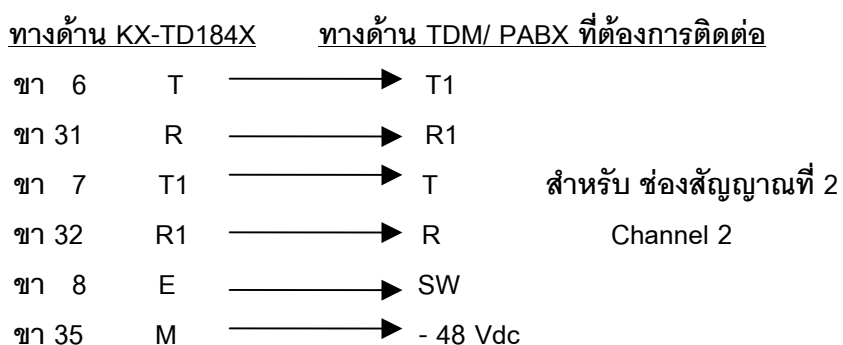 ทางด้าน KX-TD184X ทางด้าน TDM/ PABX ที่ต้องการติดต่อ
ขา 6 T T1
ขา 31 R R1
ขา 7 T1 T สำหรับ ช่องสัญญาณที่ 2
ขา 32 R1 R Channel 2
ขา 8 E SW
ขา 35 M - 48 Vdc